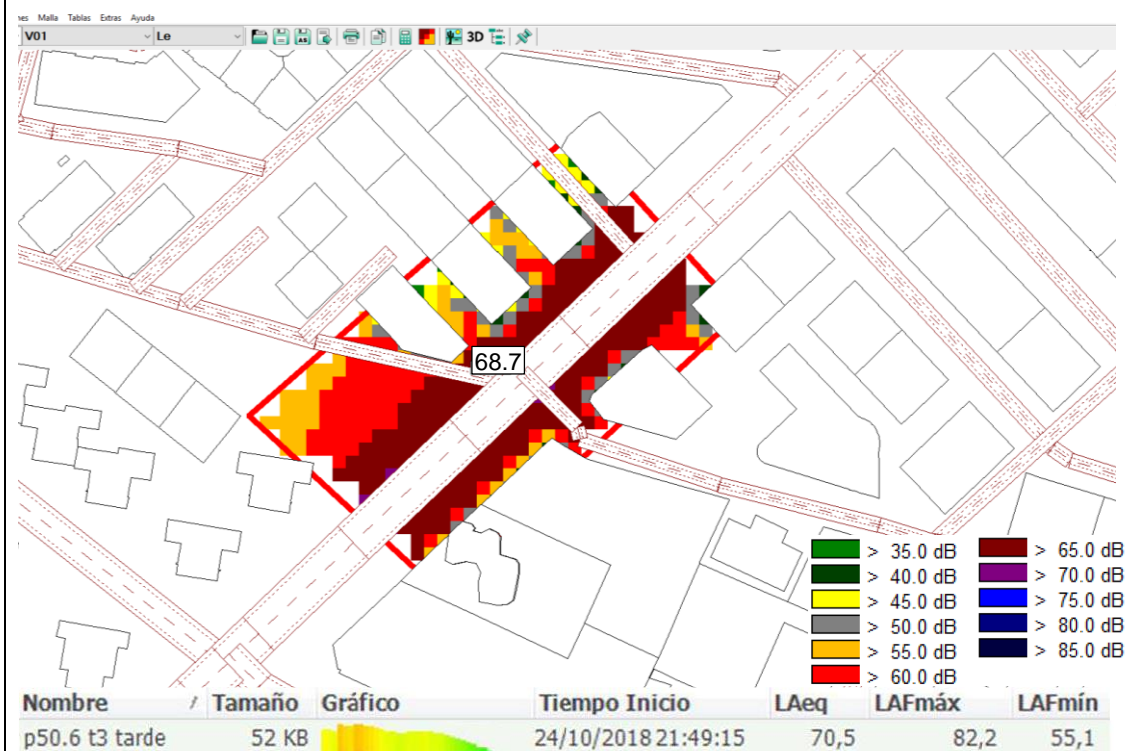 nes Malla Tablas Extras Ayuda
V01 Le AS 3D
68.7
> 35.0 dB > 65.0 dB
> 40.0 dB > 70.0 dB
> 45.0 dB > 75.0 dB
> 50.0 dB > 80.0 dB
> 55.0 dB > 85.0 dB
> 60.0 dB
Nombre / Tamaño Gráfico Tiempo Inicio LAeq LAFmáx LAFmín
p50.6 t3 tarde 52 KB 24/10/2018 21:49:15 70,5 82,2 55,1